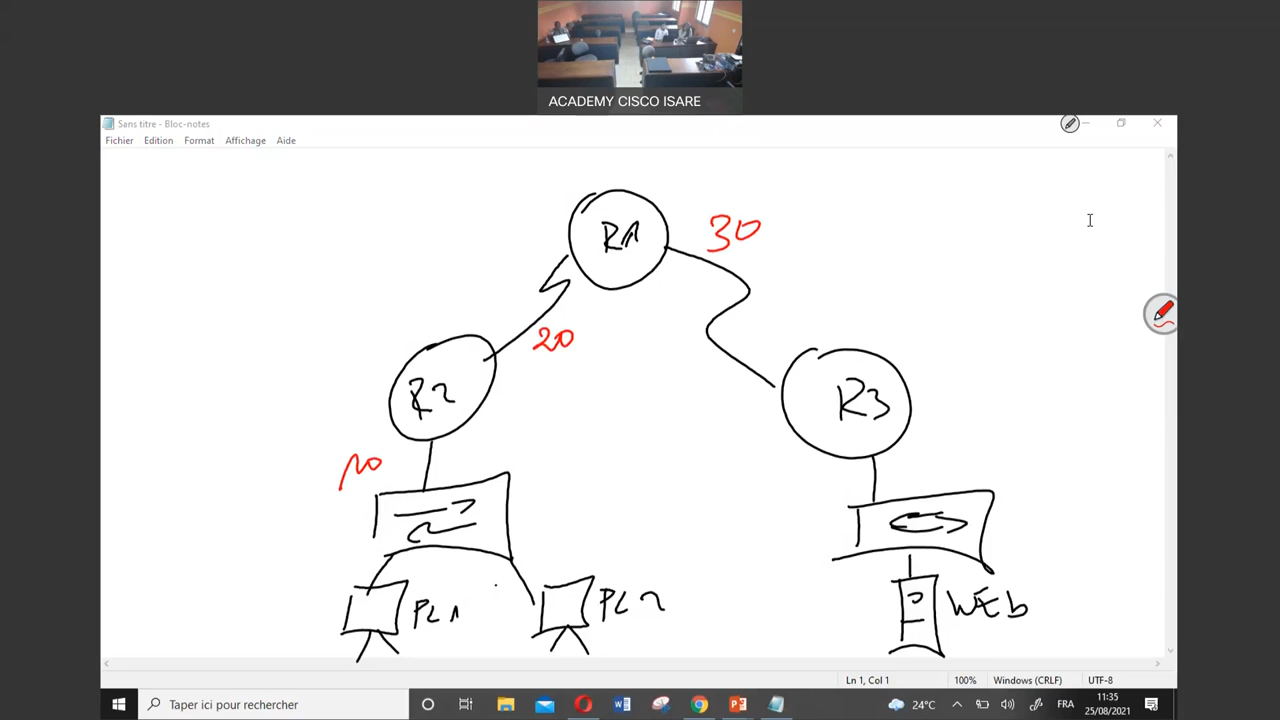 ACADEMY CISCO ISARE
Sans titre - Bloc-notes
Fichier Edition Format Affichage Aide
R1
30
20
R2
R3
10
PC1
PC2
WEb
Ln 1, Col 1 100% Windows (CRLF) UTF-8
Taper ici pour rechercher
24°C
FRA
11:35
25/08/2021